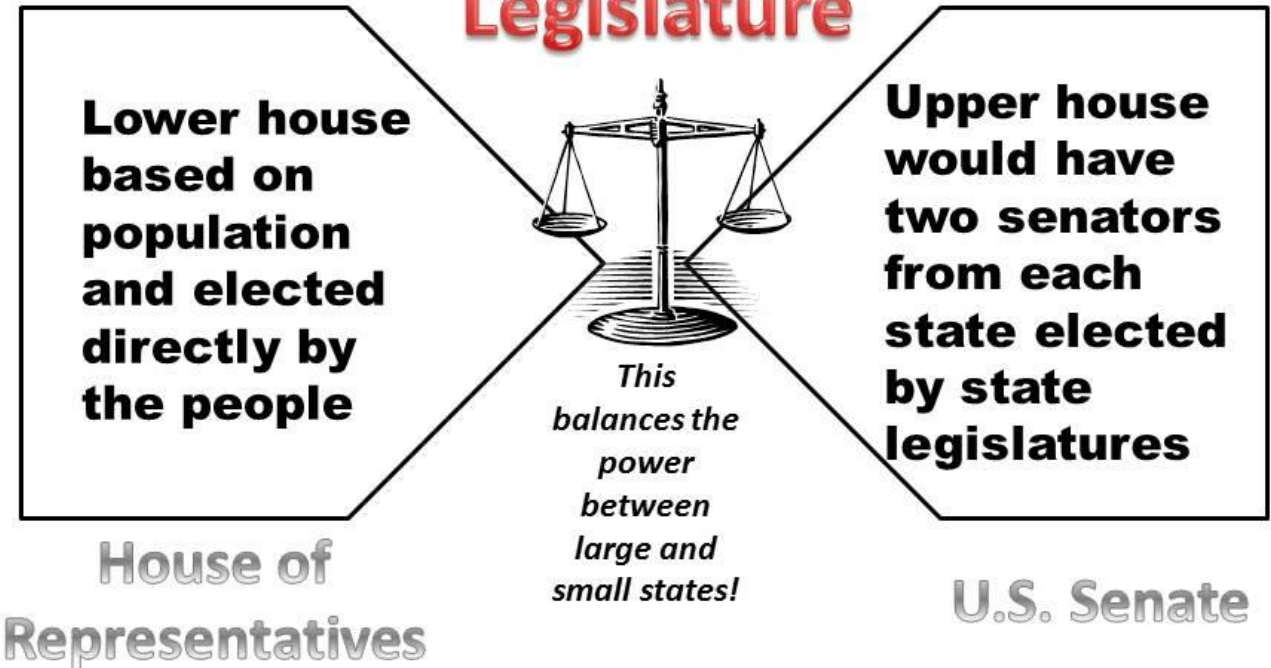 Legislature
Lower house
based on
population
and elected
directly by
the people
Upper house
would have
two senators
from each
state elected
by state
legislatures
This
balances the
power
between
large and
small states!
House of
Representatives
U.S. Senate